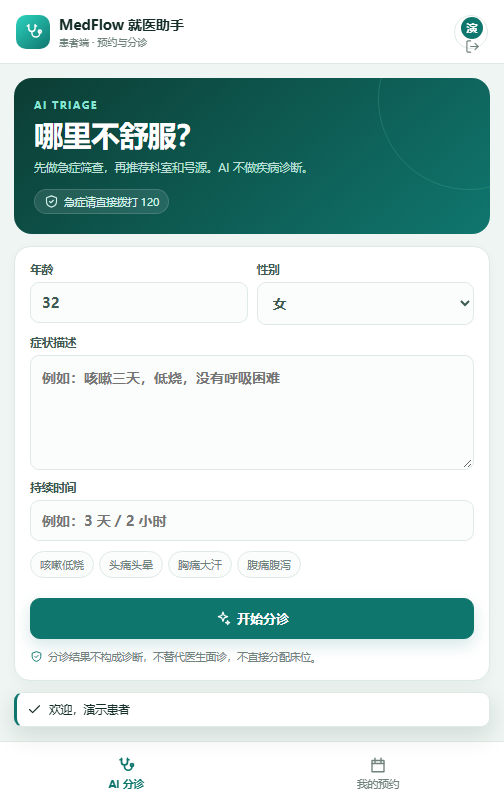 MedFlow 就医助手
患者端 · 预约与分诊
演
AI TRIAGE
哪里不舒服？
先做急症筛查，再推荐科室和号源。AI 不做疾病诊断。
急症请直接拨打 120
年龄
性别
32
女
症状描述
例如：咳嗽三天，低烧，没有呼吸困难
持续时间
例如：3 天 / 2 小时
咳嗽低烧
头痛头晕
胸痛大汗
腹痛腹泻
开始分诊
分诊结果不构成诊断，不替代医生面诊，不直接分配床位。
欢迎，演示患者
AI 分诊
我的预约